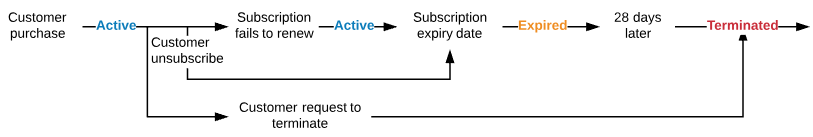 Customer
purchase
Active
Customer
unsubscribe
Subscription
fails to renew
Active
Subscription
expiry date
Expired
28 days
later
Terminated
Customer request to
terminate